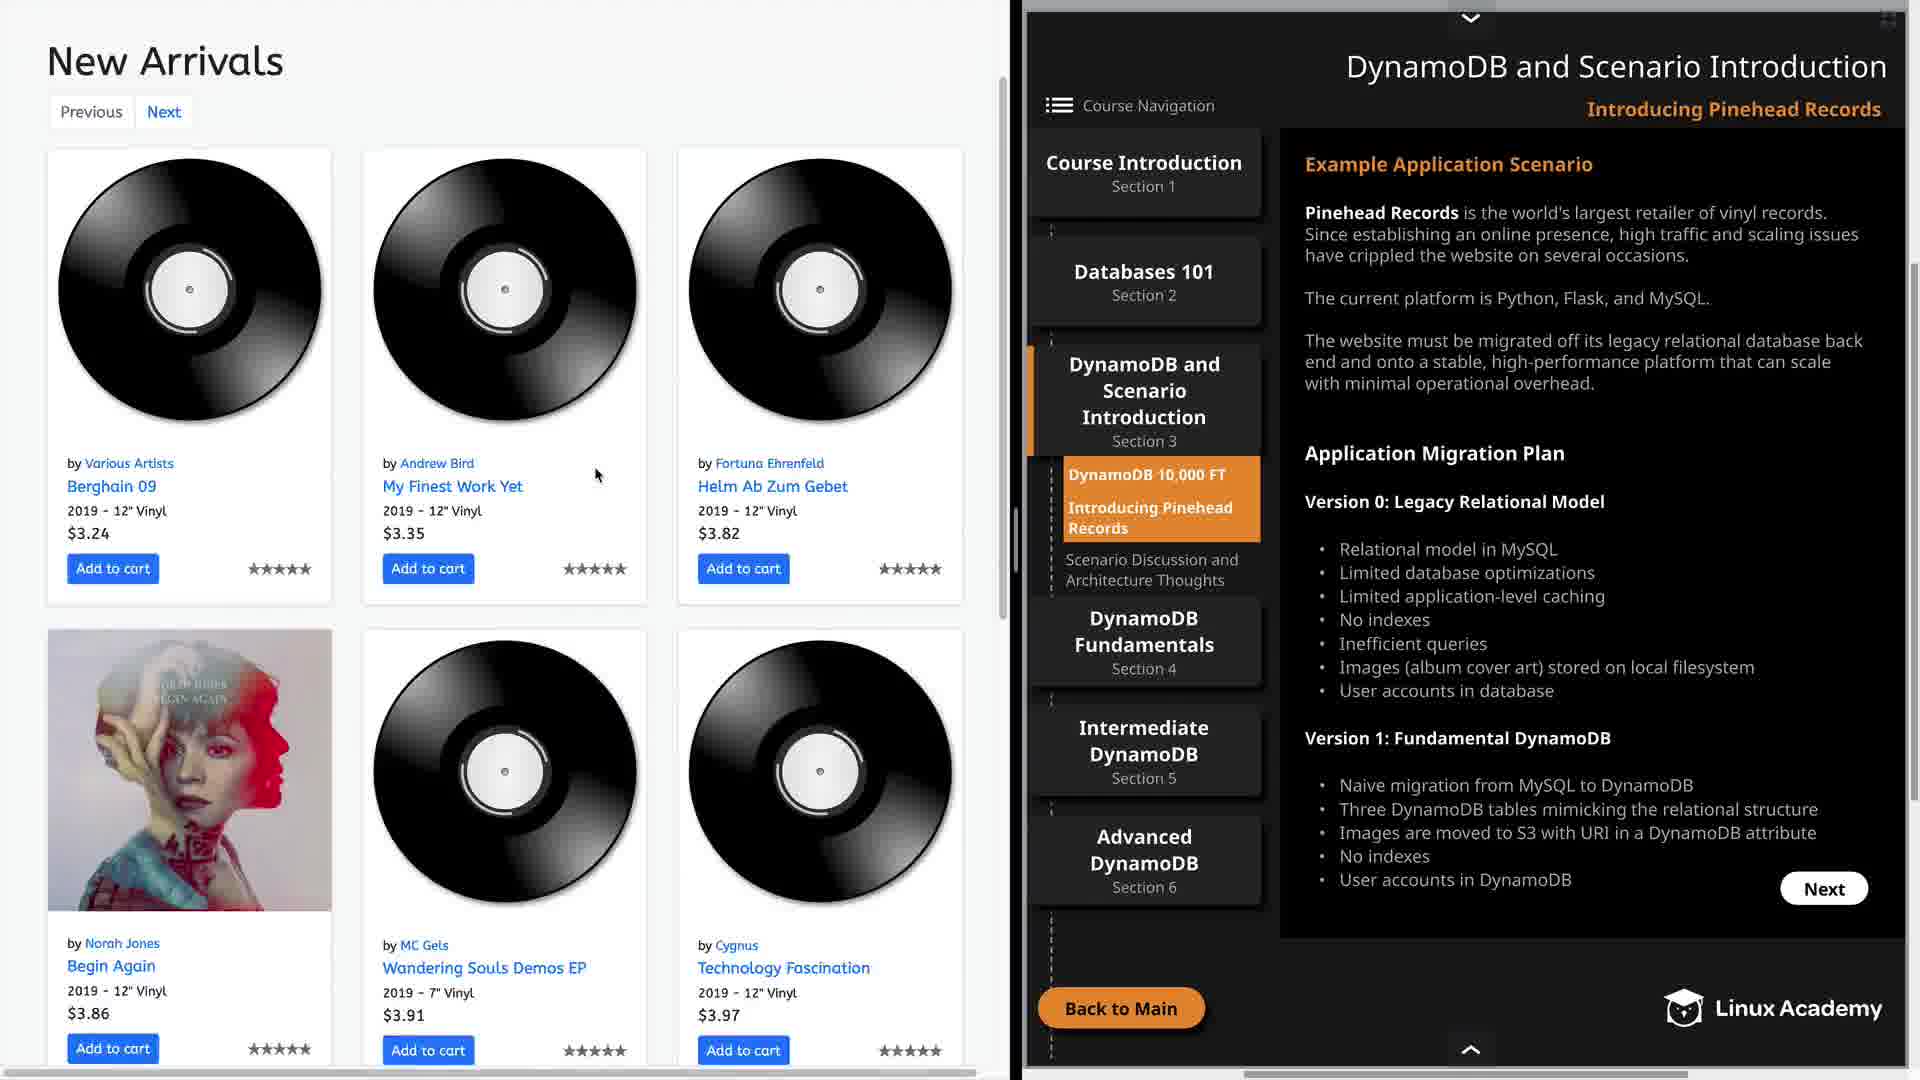 New Arrivals
Previous Next
by Various Artists
Berghain 09
2019 - 12" Vinyl
$3.24
Add to cart
by Andrew Bird
My Finest Work Yet
2019 - 12" Vinyl
$3.35
Add to cart
by Fortuna Ehrenfeld
Helm Ab Zum Gebet
2019 - 12" Vinyl
$3.82
Add to cart
NORAH JONES
BEGIN AGAIN
by Norah Jones
Begin Again
2019 - 12" Vinyl
$3.86
Add to cart
by MC Gels
Wandering Souls Demos EP
2019 - 7" Vinyl
$3.91
Add to cart
by Cygnus
Technology Fascination
2019 - 12" Vinyl
$3.97
Add to cart
DynamoDB and Scenario Introduction
Course Navigation
Introducing Pinehead Records
Course Introduction
Section 1
Databases 101
Section 2
DynamoDB and
Scenario
Introduction
Section 3
DynamoDB 10,000 FT
Introducing Pinehead
Records
Scenario Discussion and
Architecture Thoughts
DynamoDB
Fundamentals
Section 4
Intermediate
DynamoDB
Section 5
Advanced
DynamoDB
Section 6
Back to Main
Example Application Scenario
Pinehead Records is the world's largest retailer of vinyl records.
Since establishing an online presence, high traffic and scaling issues
have crippled the website on several occasions.
The current platform is Python, Flask, and MySQL.
The website must be migrated off its legacy relational database back
end and onto a stable, high-performance platform that can scale
with minimal operational overhead.
Application Migration Plan
Version 0: Legacy Relational Model
• Relational model in MySQL
• Limited database optimizations
• Limited application-level caching
• No indexes
• Inefficient queries
• Images (album cover art) stored on local filesystem
• User accounts in database
Version 1: Fundamental DynamoDB
• Naive migration from MySQL to DynamoDB
• Three DynamoDB tables mimicking the relational structure
• Images are moved to S3 with URI in a DynamoDB attribute
• No indexes
• User accounts in DynamoDB
Next
Linux Academy